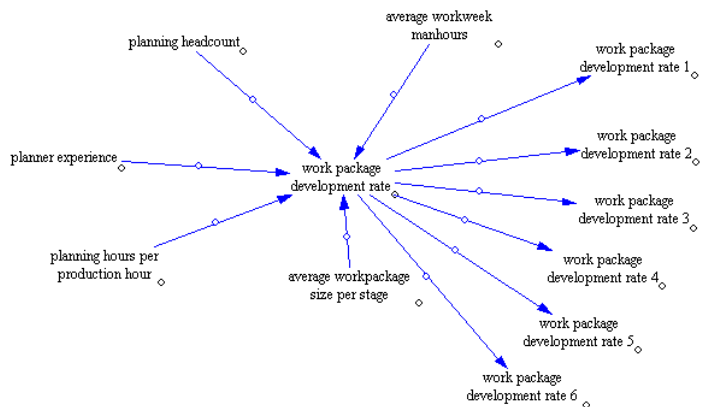 average workweek
manhours
planning headcount
work package
development rate 1
work package
development rate 2
planner experience
work package
development rate
work package
development rate 3
planning hours per
production hour
average workpackage
size per stage
work package
development rate 4
work package
development rate 5
work package
development rate 6